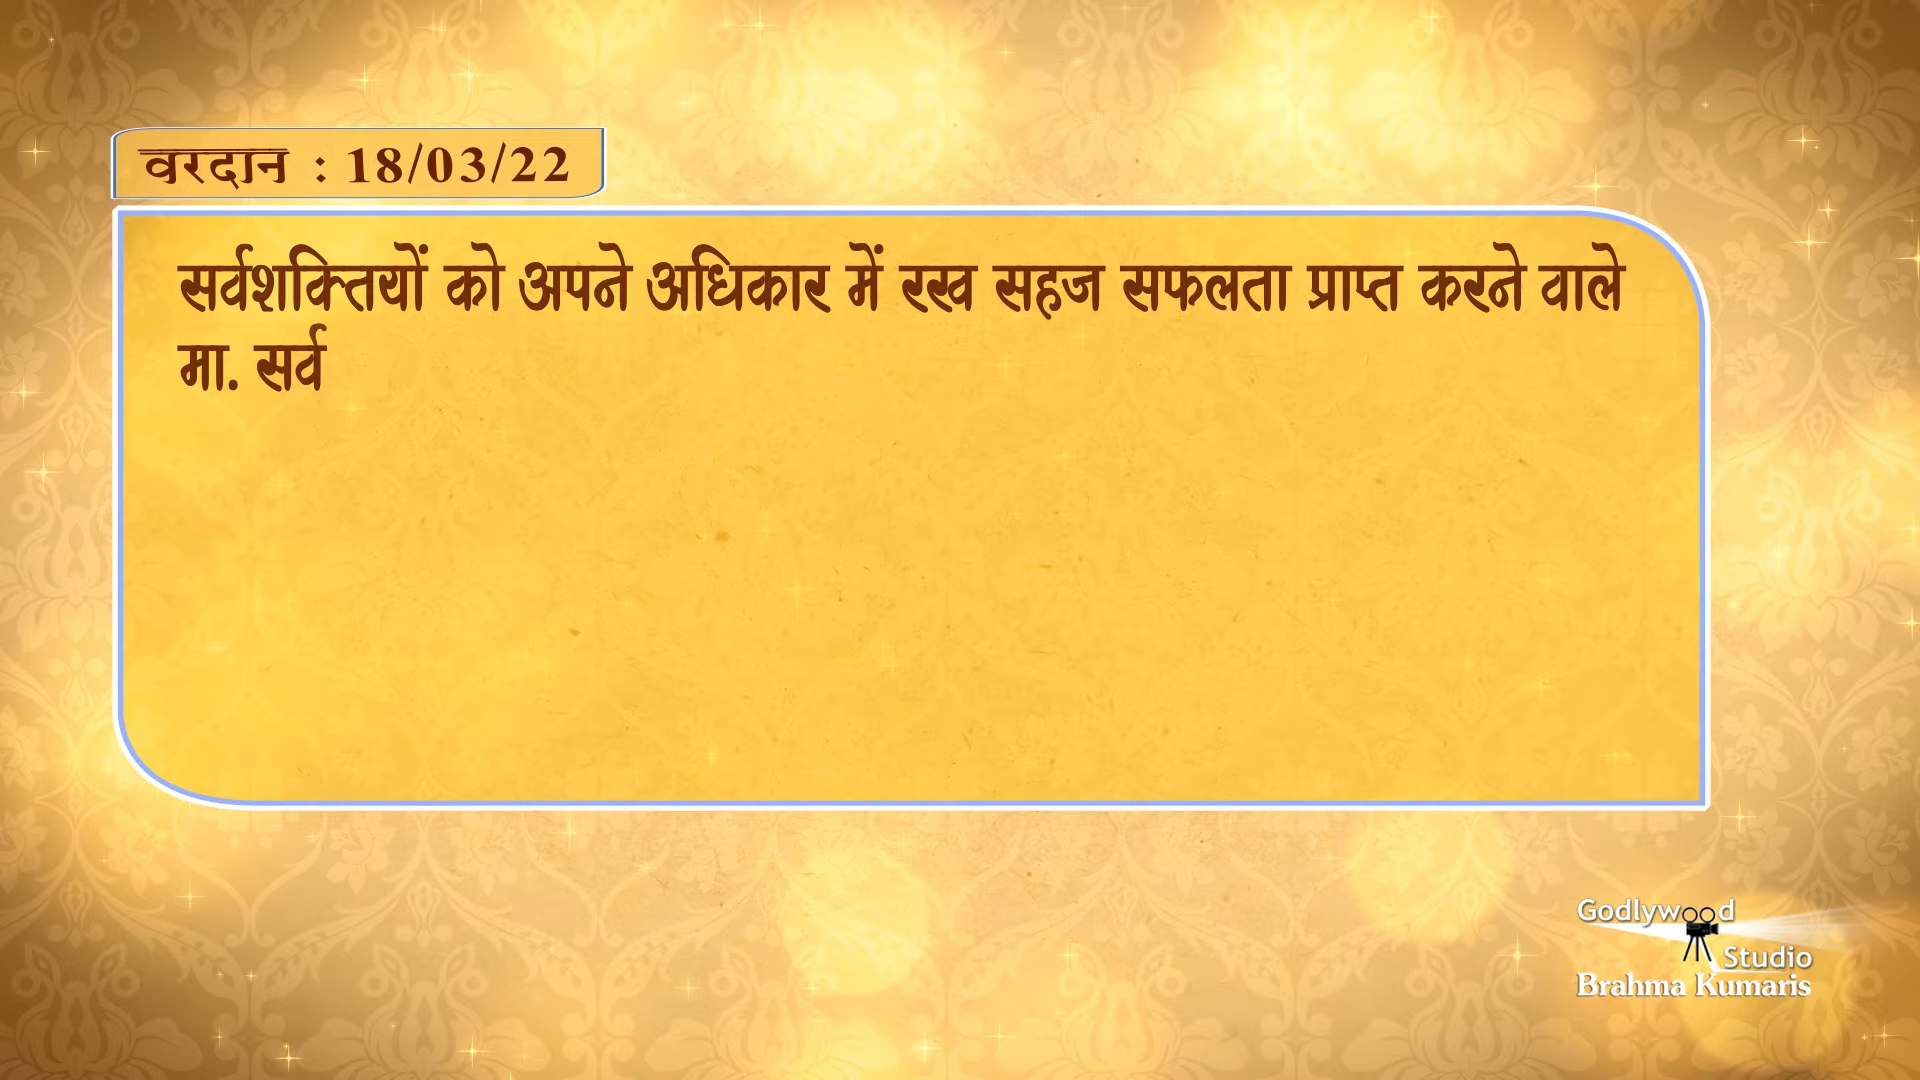 वरदान : 18/03/22
सर्वशक्तियों को अपने अधिकार में रख सहज सफलता प्राप्त करने वाले
मा. सर्व
Godlywood
Studio
Brahma Kumaris